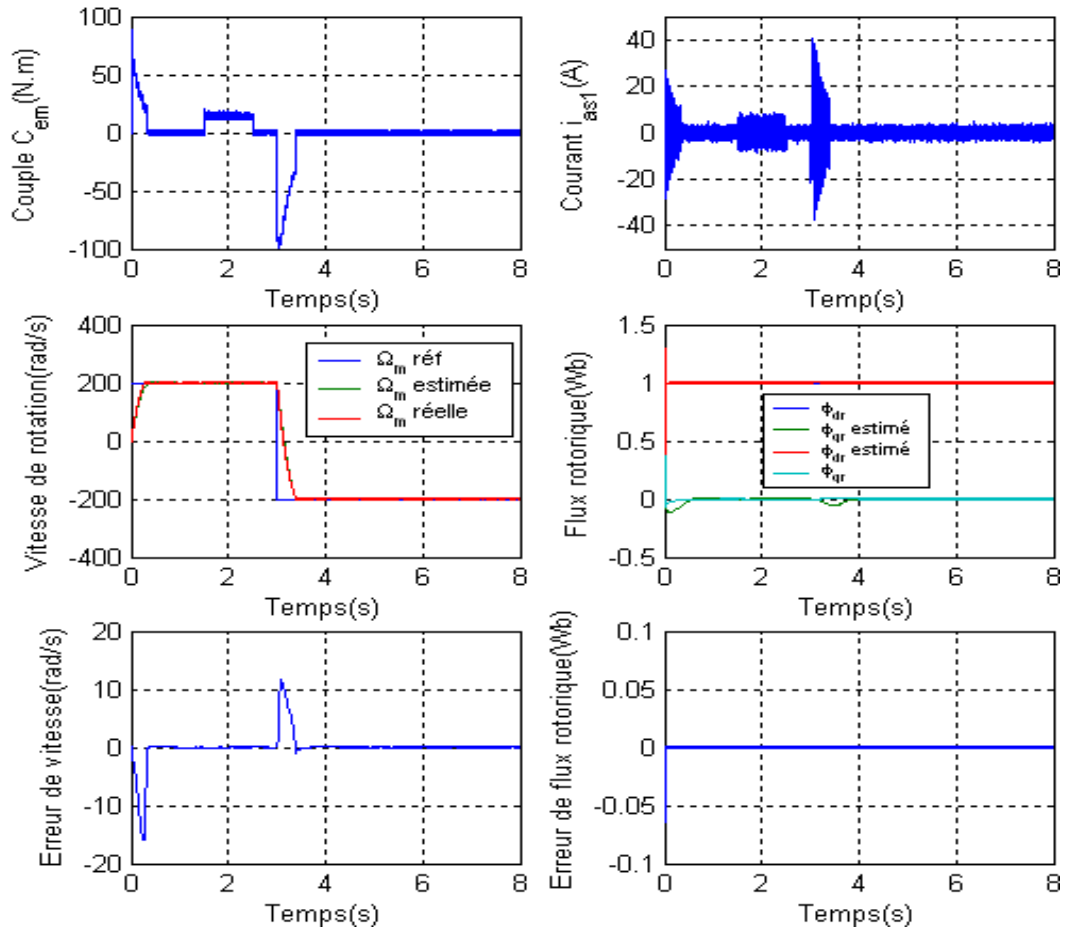 Couple C_em(N.m)
100
50
0
-50
-100
0 2 4 6 8
Temps(s)
Courant i_as1(A)
40
20
0
-20
-40
0 2 4 6 8
Temp(s)
Vitesse de rotation(rad/s)
400
200
0
-200
-400
Ω_m réf
Ω_m estimée
Ω_m réelle
0 2 4 6 8
Temps(s)
Flux rotorique(Wb)
1.5
1
0.5
0
-0.5
ϕ_dr
ϕ_qr estimé
ϕ_dr estimé
ϕ_qr
0 2 4 6 8
Temps(s)
Erreur de vitesse(rad/s)
20
10
0
-10
-20
0 2 4 6 8
Temps(s)
Erreur de flux rotorique(Wb)
0.1
0.05
0
-0.05
-0.1
0 2 4 6 8
Temps(s)